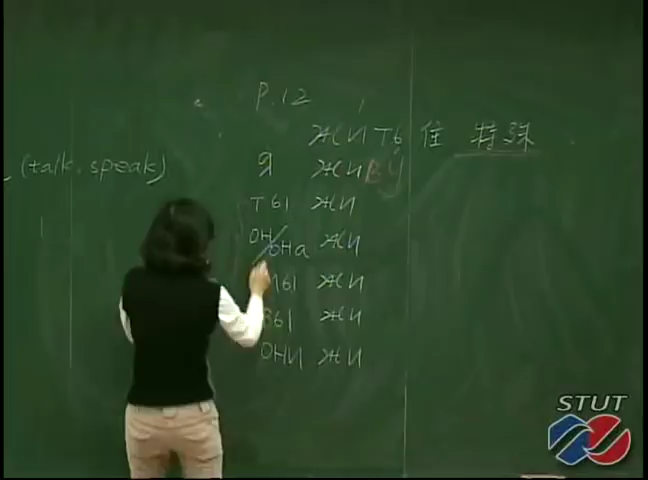 P.12
ЖИТЬ 住 特殊
(talk, speak) Я ЖИВУ
ТЫ ЖИ
ОН/ОНа ЖИ
МЫ ЖИ
ВЫ ЖИ
ОНИ ЖИ
STUT